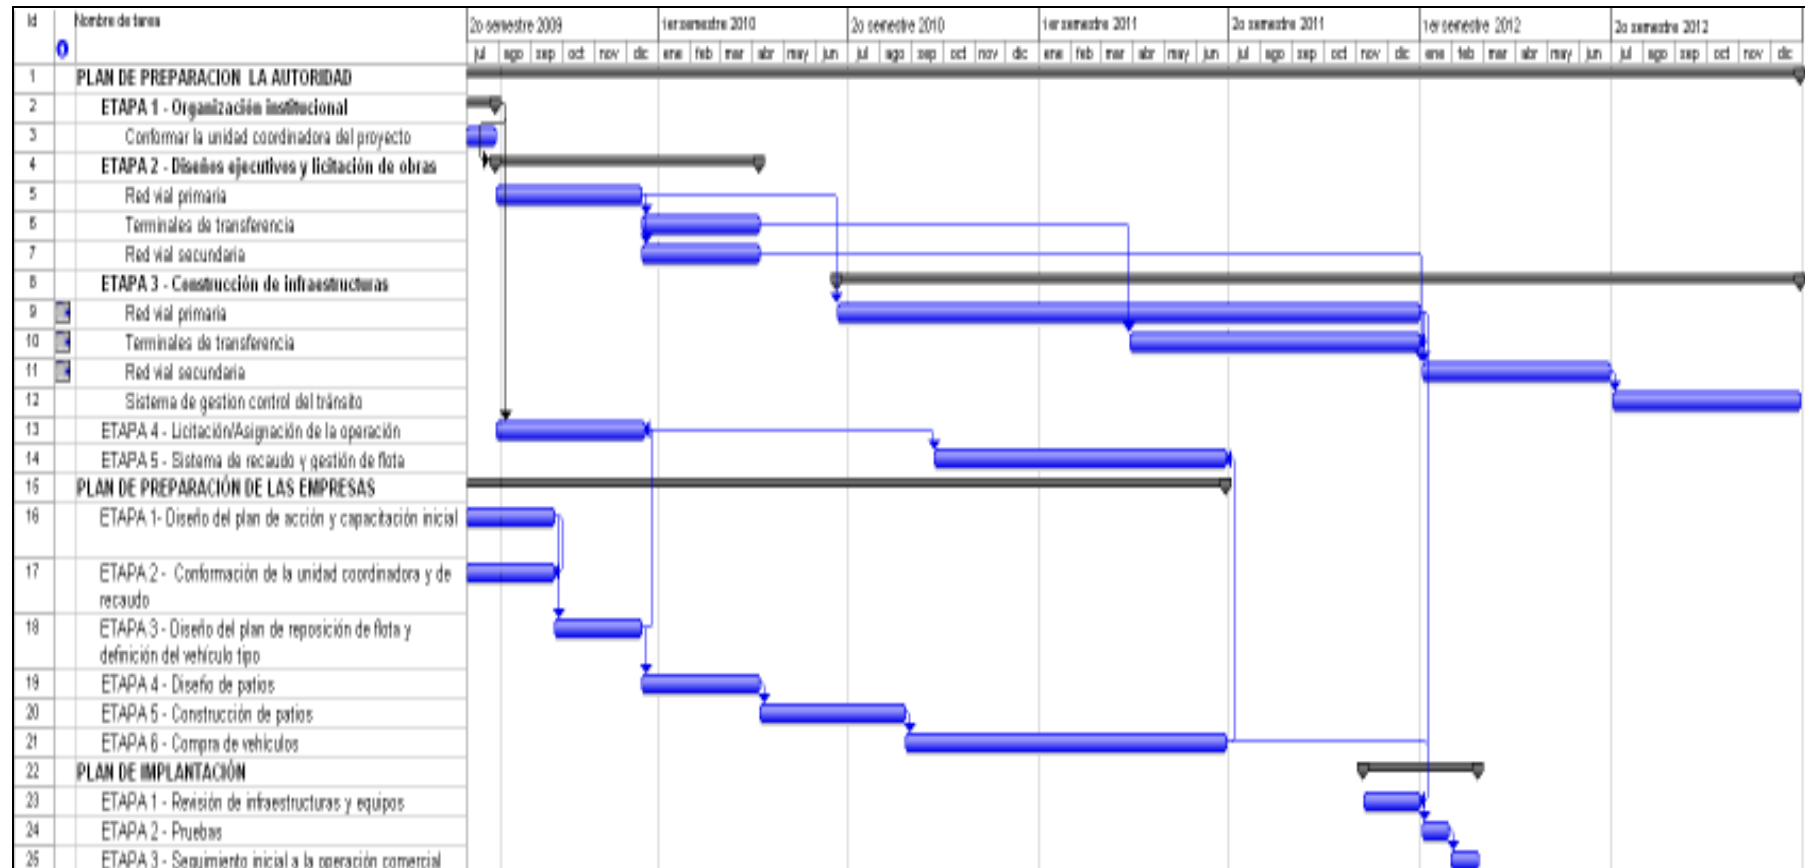 Id Nombre de tarea 2o semestre 2009 1er semestre 2010 2o semestre 2010 1er semestre 2011 2o semestre 2011 1er semestre 2012 2o semestre 2012
jul ago sep oct nov dic ene feb mar abr may jun jul ago sep oct nov dic ene feb mar abr may jun jul ago sep oct nov dic ene feb mar abr may jun jul ago sep oct nov dic
1 PLAN DE PREPARACION LA AUTORIDAD
2 ETAPA 1 - Organización institucional
3 Conformar la unidad coordinadora del proyecto
4 ETAPA 2 - Diseños ejecutivos y licitación de obras
5 Red vial primaria
6 Terminales de transferencia
7 Red vial secundaria
8 ETAPA 3 - Construcción de infraestructuras
9 Red vial primaria
10 Terminales de transferencia
11 Red vial secundaria
12 Sistema de gestion control del tránsito
13 ETAPA 4 - Licitación/Asignación de la operación
14 ETAPA 5 - Sistema de recaudo y gestión de flota
15 PLAN DE PREPARACIÓN DE LAS EMPRESAS
16 ETAPA 1- Diseño del plan de acción y capacitación inicial
17 ETAPA 2 - Conformación de la unidad coordinadora y de
recaudo
18 ETAPA 3 - Diseño del plan de reposición de flota y
definición del vehículo tipo
19 ETAPA 4 - Diseño de patios
20 ETAPA 5 - Construcción de patios
21 ETAPA 6 - Compra de vehículos
22 PLAN DE IMPLANTACIÓN
23 ETAPA 1 - Revisión de infraestructuras y equipos
24 ETAPA 2 - Pruebas
25 ETAPA 3 - Seguimiento inicial a la operación comercial